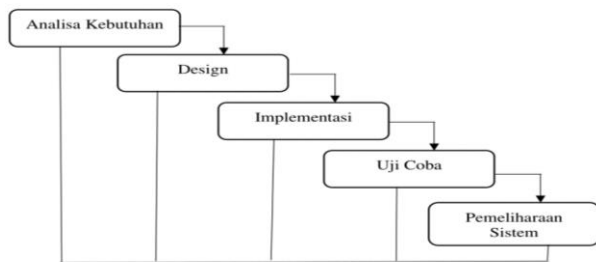 Analisa Kebutuhan
Design
Implementasi
Uji Coba
Pemeliharaan
Sistem